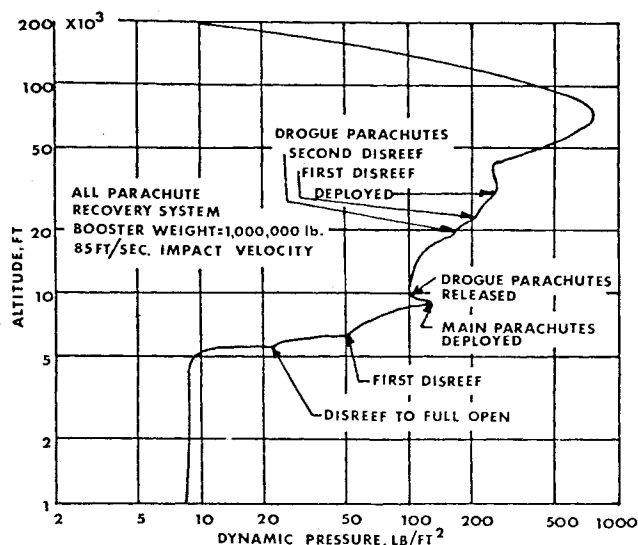 200 X10³
100
50
20
10
5
2
1
ALTITUDE, FT
DROGUE PARACHUTES
SECOND DISREEF
FIRST DISREEF
DEPLOYED
ALL PARACHUTE
RECOVERY SYSTEM
BOOSTER WEIGHT=1,000,000 lb.
85FT/SEC. IMPACT VELOCITY
DROGUE PARACHUTES
RELEASED
MAIN PARACHUTES
DEPLOYED
FIRST DISREEF
DISREEF TO FULL OPEN
2 5 10 20 50 100 200 500 1000
DYNAMIC PRESSURE, LB/FT²